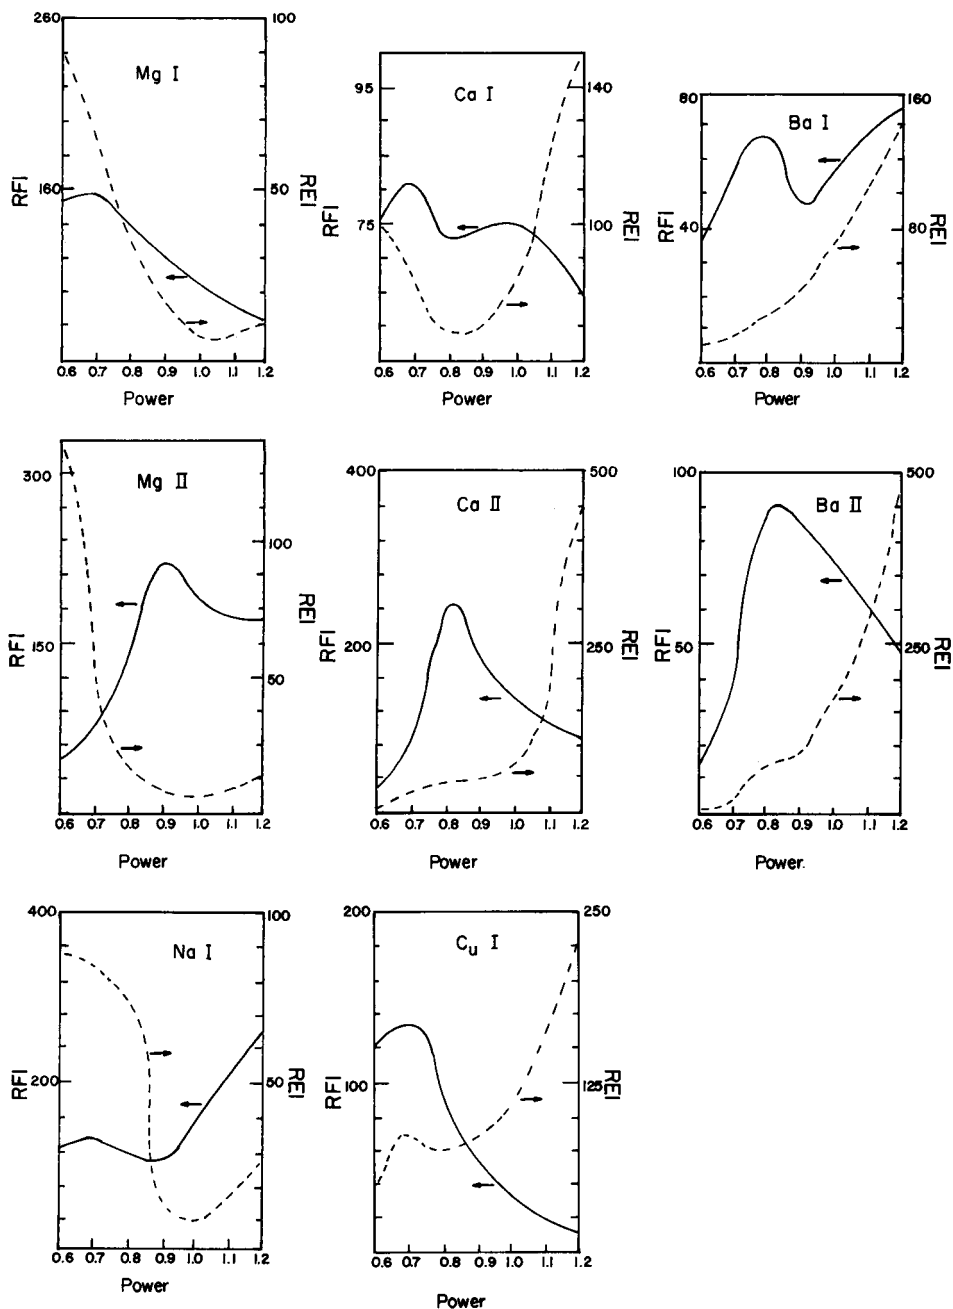 260 100
Mg I
RFI 160 50 REI
0.6 0.7 0.8 0.9 1.0 1.1 1.2
Power
95 140
Ca I
RFI 75 100 REI
0.6 0.7 0.8 0.9 1.0 1.1 1.2
Power
80 160
Ba I
RFI 40 80 REI
0.6 0.7 0.8 0.9 1.0 1.1 1.2
Power
300
Mg II
100
RFI 150 REI
50
0.6 0.7 0.8 0.9 1.0 1.1 1.2
Power
400 500
Ca II
RFI 200 250 REI
0.6 0.7 0.8 0.9 1.0 1.1 1.2
Power
100 500
Ba II
RFI 50 250 REI
0.6 0.7 0.8 0.9 1.0 1.1 1.2
Power.
400 100
Na I
RFI 200 50 REI
0.6 0.7 0.8 0.9 1.0 1.1 1.2
Power
200 250
Cu I
RFI 100 125 REI
0.6 0.7 0.8 0.9 1.0 1.1 1.2
Power